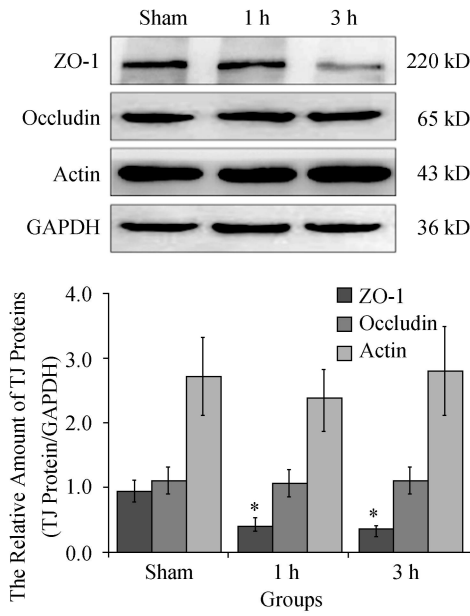 Sham 1 h 3 h
ZO-1 220 kD
Occludin 65 kD
Actin 43 kD
GAPDH 36 kD
The Relative Amount of TJ Proteins
(TJ Protein/GAPDH)
4.0
3.0
2.0
1.0
0.0
ZO-1
Occludin
Actin
* *
Sham 1 h 3 h
Groups